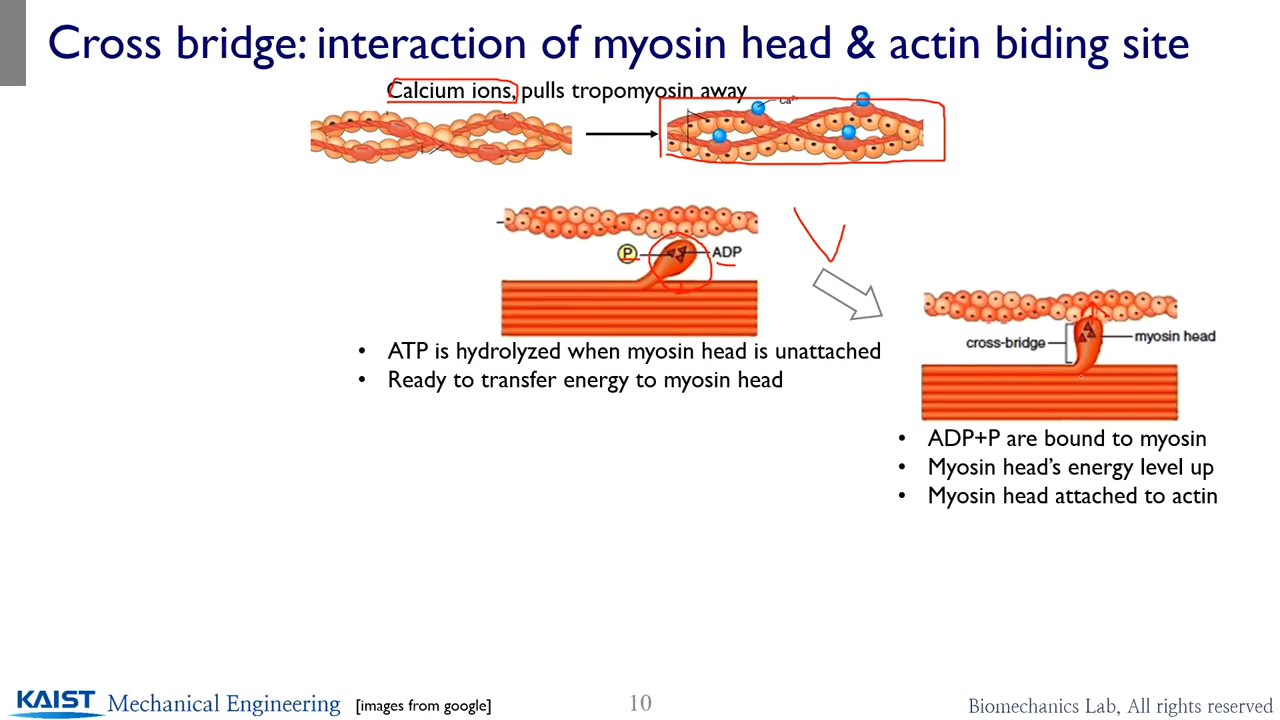 Cross bridge: interaction of myosin head & actin biding site
Calcium ions, pulls tropomyosin away
Ca²⁺
P
ADP
• ATP is hydrolyzed when myosin head is unattached
• Ready to transfer energy to myosin head
cross-bridge
myosin head
• ADP+P are bound to myosin
• Myosin head’s energy level up
• Myosin head attached to actin
KAIST Mechanical Engineering [images from google]
10
Biomechanics Lab, All rights reserved